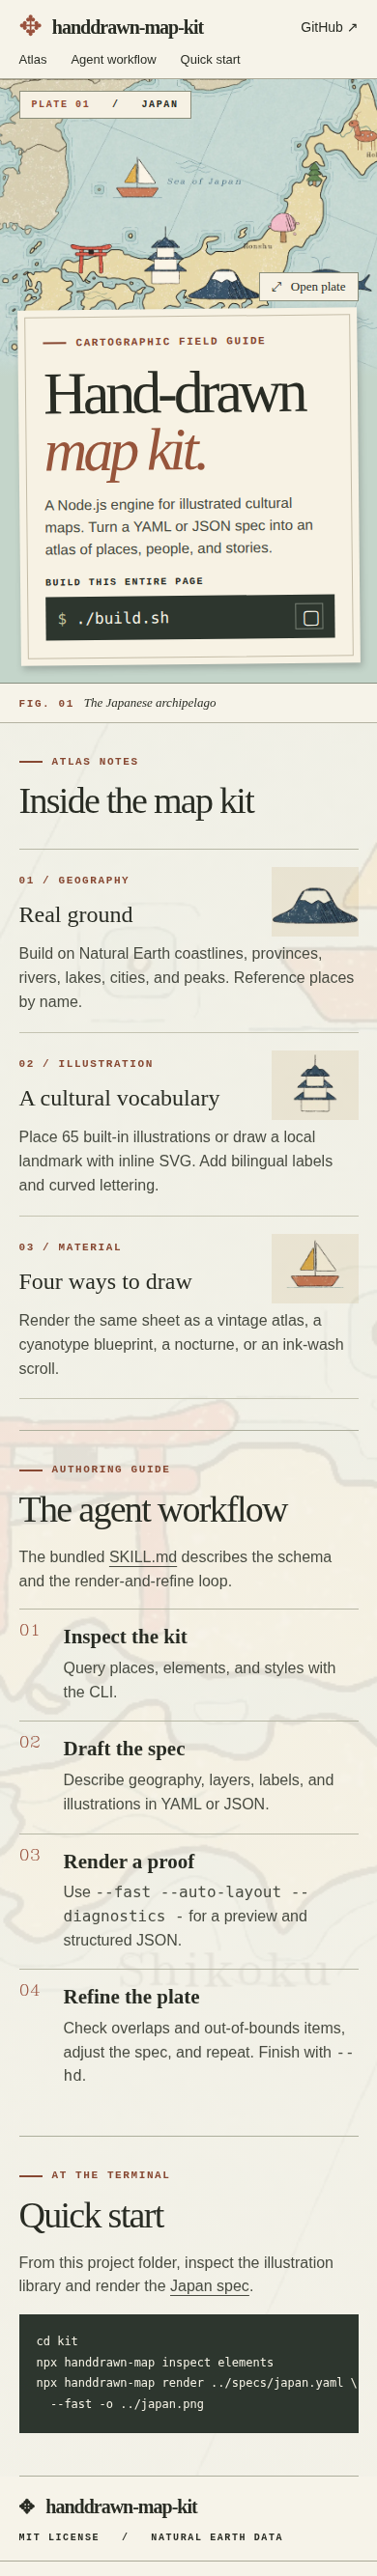 handdrawn-map-kit
GitHub ↗
Atlas Agent workflow Quick start
PLATE 01 / JAPAN
Sea of Japan
Honshu
Open plate
CARTOGRAPHIC FIELD GUIDE
Hand-drawn
map kit.
A Node.js engine for illustrated cultural
maps. Turn a YAML or JSON spec into an
atlas of places, people, and stories.
BUILD THIS ENTIRE PAGE
$ ./build.sh
FIG. 01 The Japanese archipelago
ATLAS NOTES
Inside the map kit
01 / GEOGRAPHY
Real ground
Build on Natural Earth coastlines, provinces,
rivers, lakes, cities, and peaks. Reference places
by name.
02 / ILLUSTRATION
A cultural vocabulary
Place 65 built-in illustrations or draw a local
landmark with inline SVG. Add bilingual labels
and curved lettering.
03 / MATERIAL
Four ways to draw
Render the same sheet as a vintage atlas, a
cyanotype blueprint, a nocturne, or an ink-wash
scroll.
AUTHORING GUIDE
The agent workflow
The bundled SKILL.md describes the schema
and the render-and-refine loop.
01
Inspect the kit
Query places, elements, and styles with
the CLI.
02
Draft the spec
Describe geography, layers, labels, and
illustrations in YAML or JSON.
03
Render a proof
Use --fast --auto-layout --
diagnostics - for a preview and
structured JSON.
Shikoku
04
Refine the plate
Check overlaps and out-of-bounds items,
adjust the spec, and repeat. Finish with --
hd.
AT THE TERMINAL
Quick start
From this project folder, inspect the illustration
library and render the Japan spec.
cd kit
npx handdrawn-map inspect elements
npx handdrawn-map render ../specs/japan.yaml \
--fast -o ../japan.png
handdrawn-map-kit
MIT LICENSE / NATURAL EARTH DATA